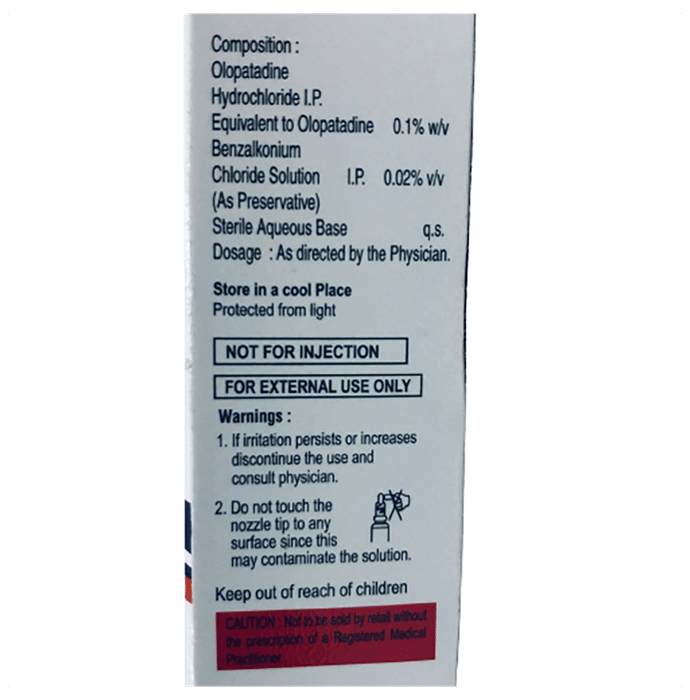 Composition :
Olopatadine
Hydrochloride I.P.
Equivalent to Olopatadine 0.1% w/v
Benzalkonium
Chloride Solution I.P. 0.02% v/v
(As Preservative)
Sterile Aqueous Base q.s.
Dosage : As directed by the Physician.
Store in a cool Place
Protected from light
NOT FOR INJECTION
FOR EXTERNAL USE ONLY
Warnings :
1. If irritation persists or increases
discontinue the use and
consult physician.
2. Do not touch the
nozzle tip to any
surface since this
may contaminate the solution.
Keep out of reach of children
CAUTION : Not to be sold by retail without
the prescription of a Registered Medical
Practitioner.